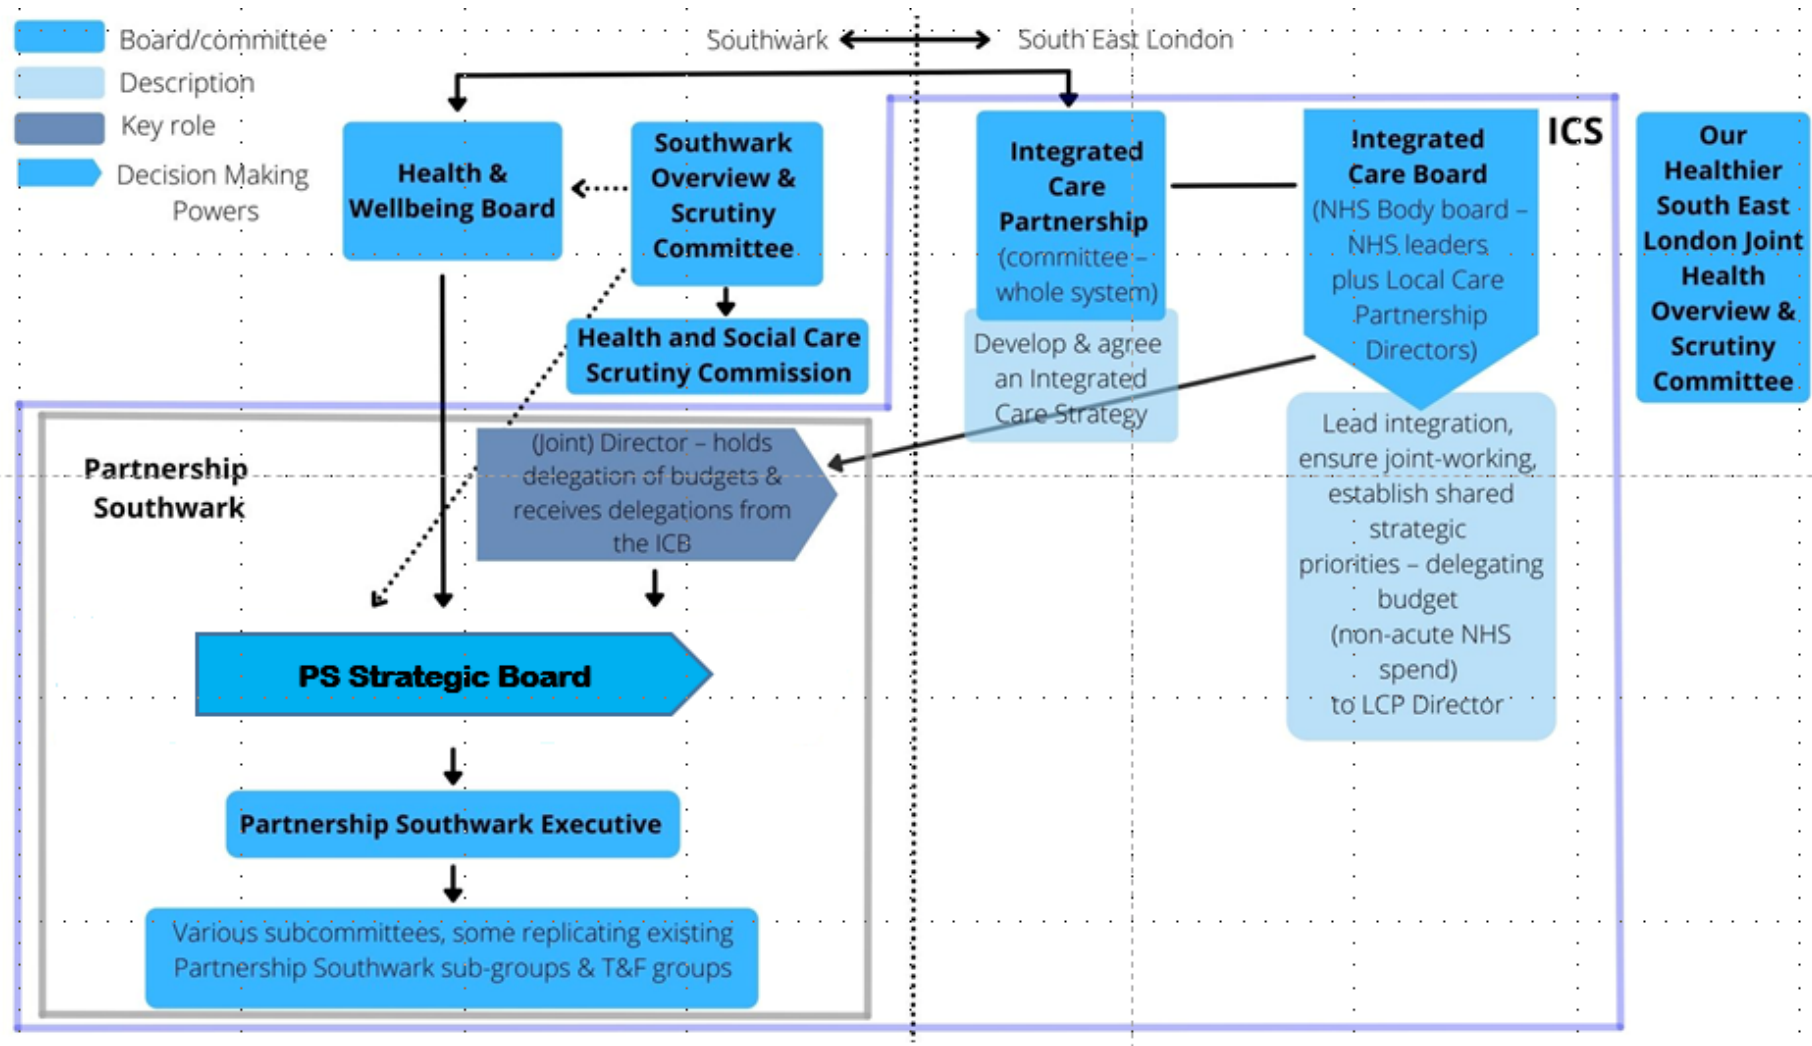 Board/committee
Description
Key role
Decision Making
Powers
Southwark
South East London
Health &
Wellbeing Board
Southwark
Overview &
Scrutiny
Committee
Health and Social Care
Scrutiny Commission
Integrated
Care
Partnership
(committee –
whole system)
Develop & agree
an Integrated
Care Strategy
Integrated
Care Board
(NHS Body board –
NHS leaders
plus Local Care
Partnership
Directors)
ICS
Lead integration,
ensure joint-working,
establish shared
strategic
priorities – delegating
budget
(non-acute NHS
spend)
to LCP Director
Our
Healthier
South East
London Joint
Health
Overview &
Scrutiny
Committee
Partnership
Southwark
(Joint) Director – holds
delegation of budgets &
receives delegations from
the ICB
PS Strategic Board
Partnership Southwark Executive
Various subcommittees, some replicating existing
Partnership Southwark sub-groups & T&F groups